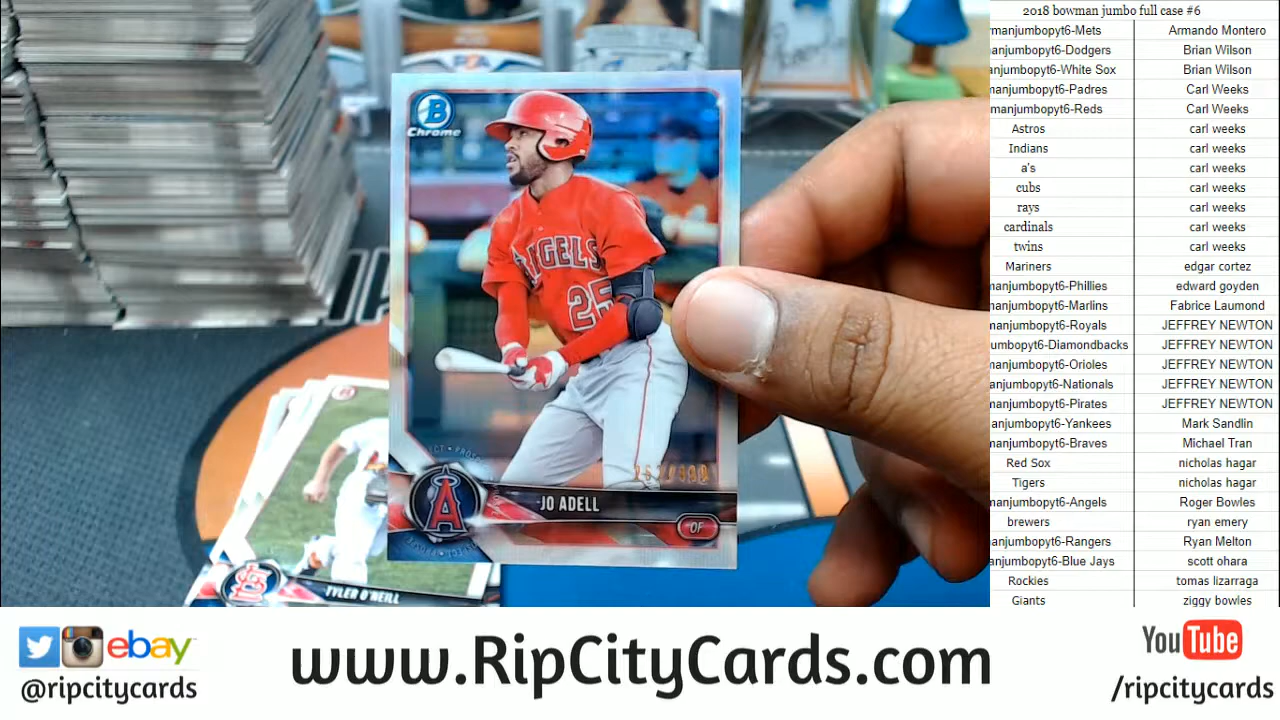 2018 bowman jumbo full case #6
manjumbopyt6-Mets Armando Montero
nanjumbopyt6-Dodgers Brian Wilson
anjumbopyt6-White Sox Brian Wilson
manjumbopyt6-Padres Carl Weeks
manjumbopyt6-Reds Carl Weeks
Astros carl weeks
Indians carl weeks
a's carl weeks
cubs carl weeks
rays carl weeks
cardinals carl weeks
twins carl weeks
Mariners edgar cortez
manjumbopyt6-Phillies edward goyden
manjumbopyt6-Marlins Fabrice Laumond
manjumbopyt6-Royals JEFFREY NEWTON
umbopyt6-Diamondbacks JEFFREY NEWTON
anjumbopyt6-Orioles JEFFREY NEWTON
anjumbopyt6-Nationals JEFFREY NEWTON
manjumbopyt6-Pirates JEFFREY NEWTON
manjumbopyt6-Yankees Mark Sandlin
manjumbopyt6-Braves Michael Tran
Red Sox nicholas hagar
Tigers nicholas hagar
manjumbopyt6-Angels Roger Bowles
brewers ryan emery
manjumbopyt6-Rangers Ryan Melton
anjumbopyt6-Blue Jays scott ohara
Rockies tomas lizarraga
Giants ziggy bowles
B
Chrome
ANGELS
25
A
JO ADELL
OF
TYLER O'NEILL
ebay
@ripcitycards
www.RipCityCards.com
YouTube
/ripcitycards